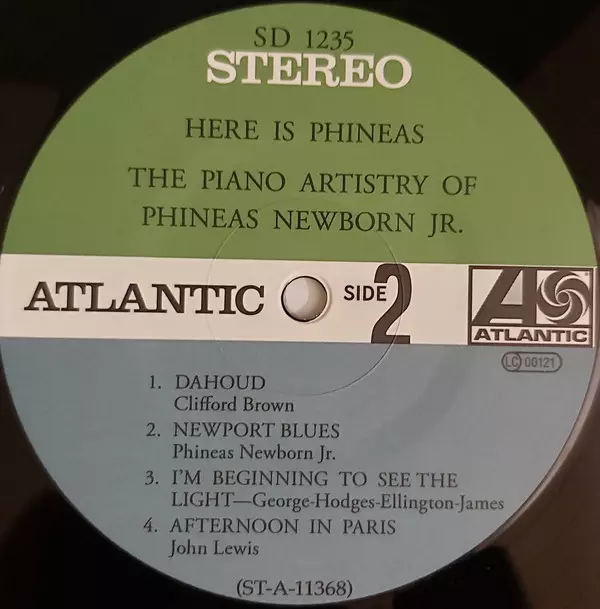 SD 1235
STEREO
HERE IS PHINEAS
THE PIANO ARTISTRY OF
PHINEAS NEWBORN JR.
ATLANTIC SIDE 2
ATLANTIC
LC 00121
1. DAHOUD
Clifford Brown
2. NEWPORT BLUES
Phineas Newborn Jr.
3. I'M BEGINNING TO SEE THE
LIGHT—George-Hodges-Ellington-James
4. AFTERNOON IN PARIS
John Lewis
(ST-A-11368)